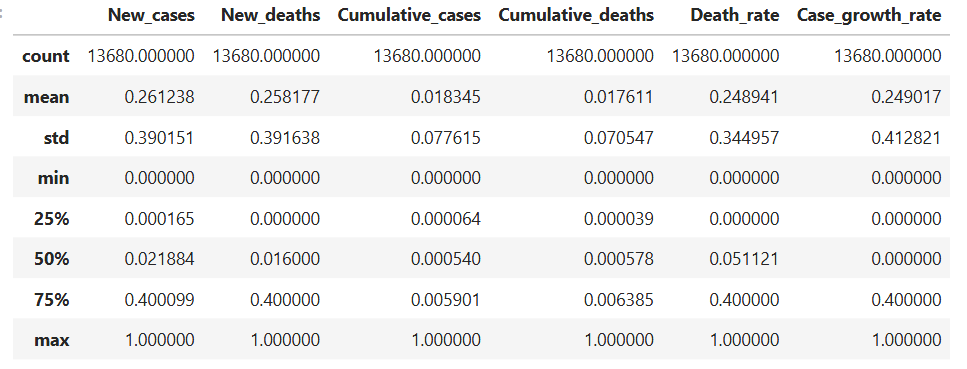 New_cases New_deaths Cumulative_cases Cumulative_deaths Death_rate Case_growth_rate
count 13680.000000 13680.000000 13680.000000 13680.000000 13680.000000 13680.000000
mean 0.261238 0.258177 0.018345 0.017611 0.248941 0.249017
std 0.390151 0.391638 0.077615 0.070547 0.344957 0.412821
min 0.000000 0.000000 0.000000 0.000000 0.000000 0.000000
25% 0.000165 0.000000 0.000064 0.000039 0.000000 0.000000
50% 0.021884 0.016000 0.000540 0.000578 0.051121 0.000000
75% 0.400099 0.400000 0.005901 0.006385 0.400000 0.400000
max 1.000000 1.000000 1.000000 1.000000 1.000000 1.000000